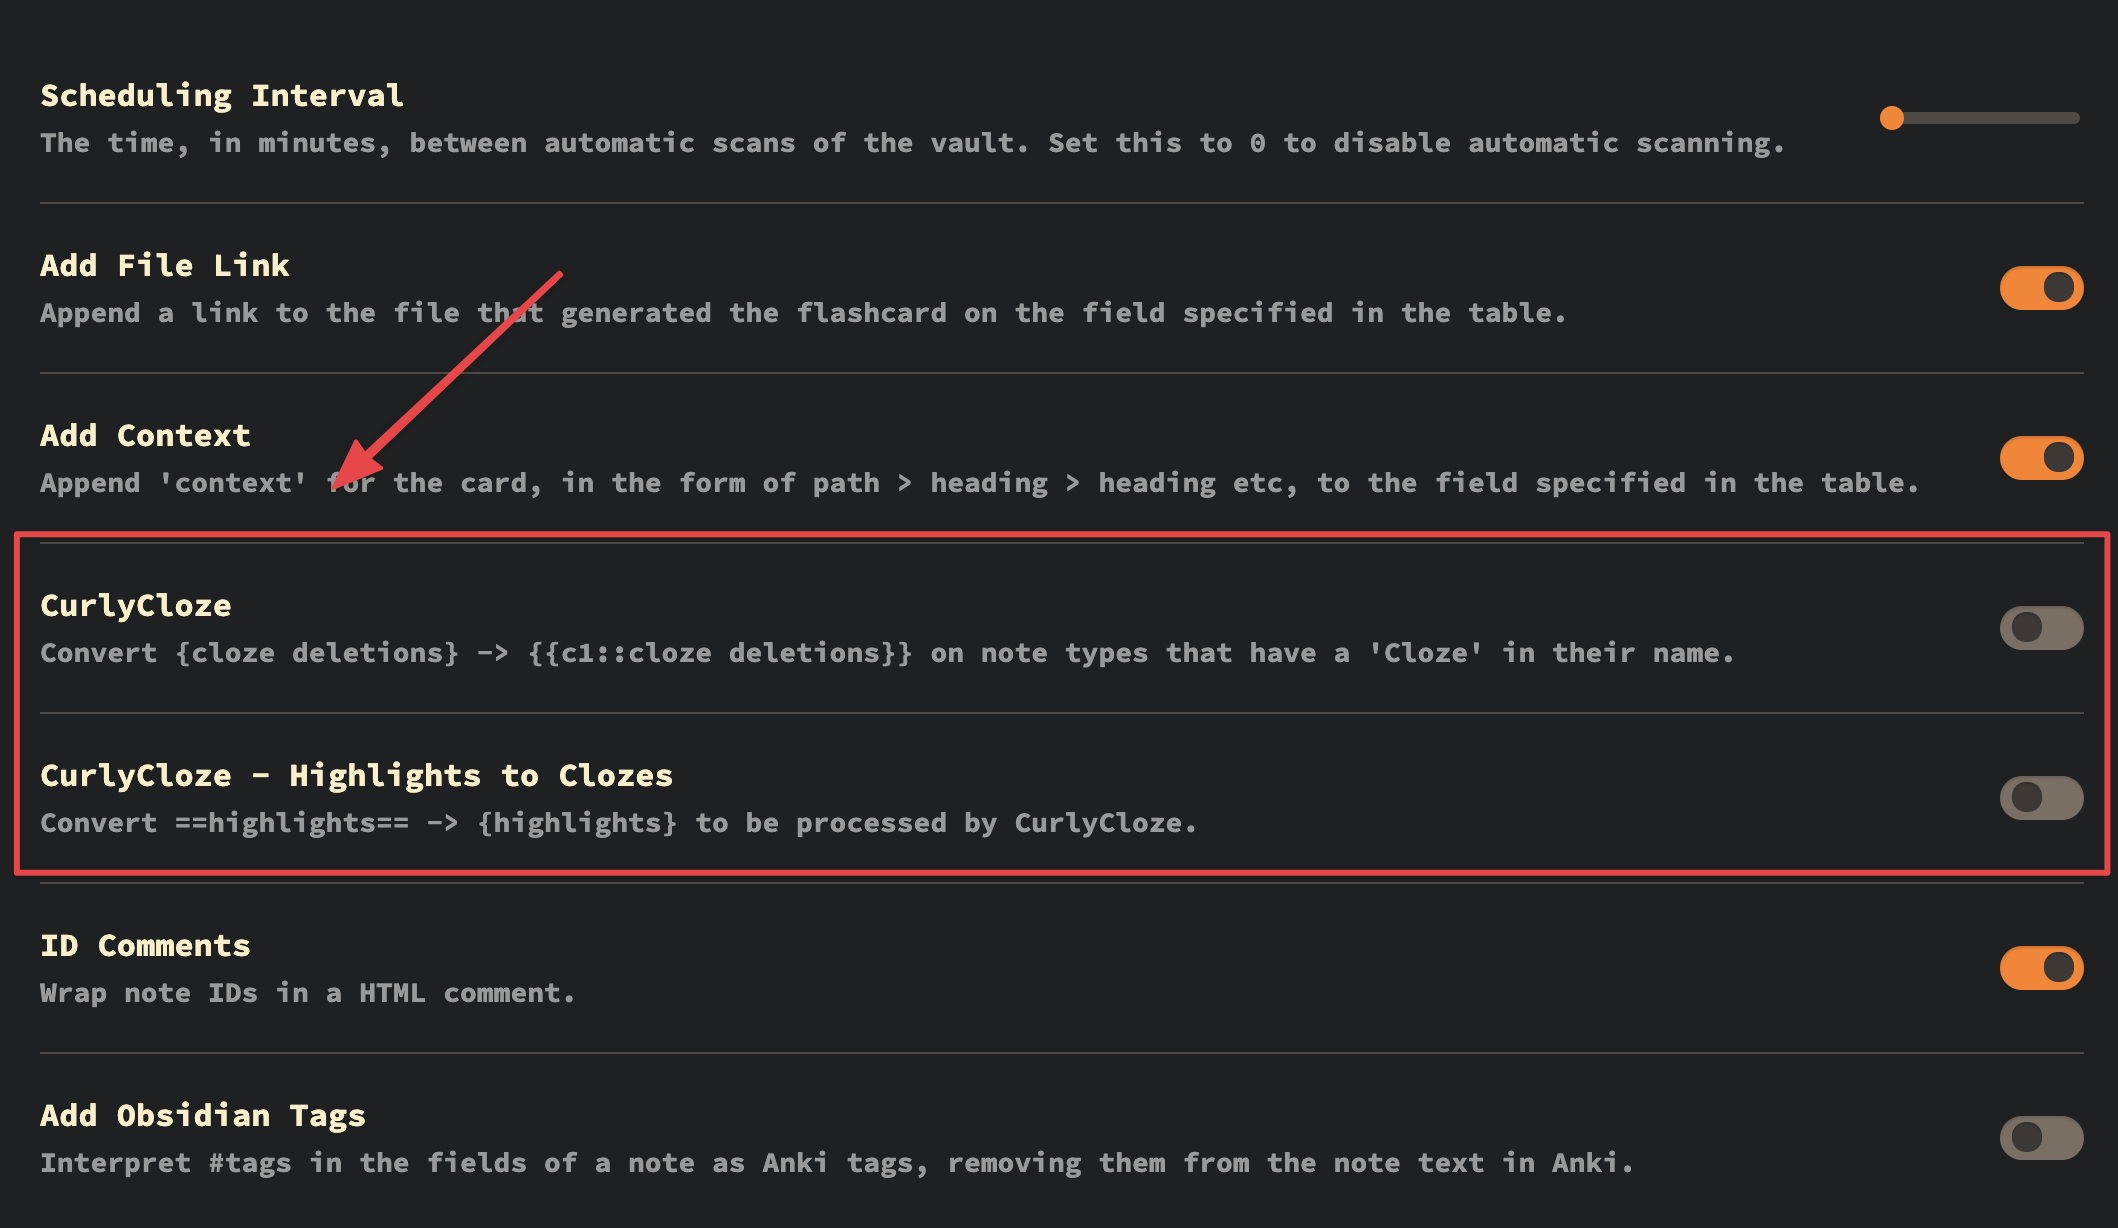 Scheduling Interval
The time, in minutes, between automatic scans of the vault. Set this to 0 to disable automatic scanning.
Add File Link
Append a link to the file that generated the flashcard on the field specified in the table.
Add Context
Append 'context' for the card, in the form of path > heading > heading etc, to the field specified in the table.
CurlyCloze
Convert {cloze deletions} -> {{c1::cloze deletions}} on note types that have a 'Cloze' in their name.
CurlyCloze - Highlights to Clozes
Convert ==highlights== -> {highlights} to be processed by CurlyCloze.
ID Comments
Wrap note IDs in a HTML comment.
Add Obsidian Tags
Interpret #tags in the fields of a note as Anki tags, removing them from the note text in Anki.